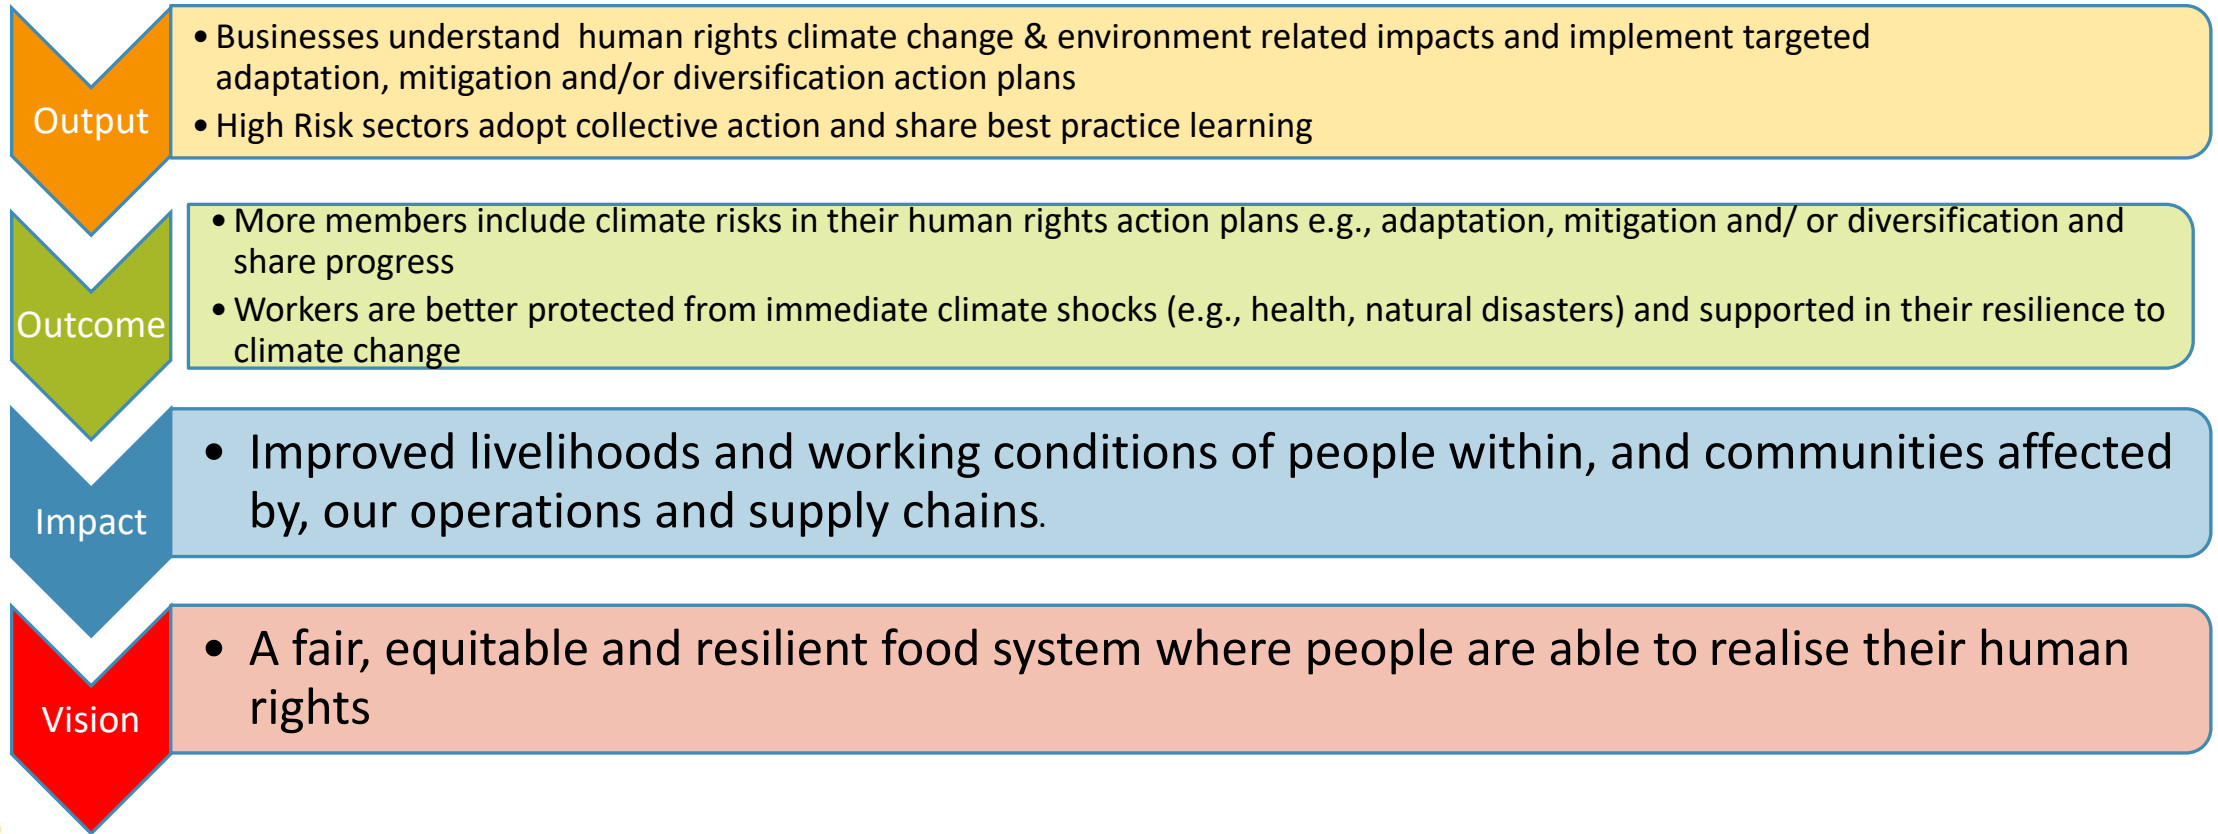 Output
• Businesses understand  human rights climate change & environment related impacts and implement targeted
adaptation, mitigation and/or diversification action plans
• High Risk sectors adopt collective action and share best practice learning
Outcome
• More members include climate risks in their human rights action plans e.g., adaptation, mitigation and/ or diversification and
share progress
• Workers are better protected from immediate climate shocks (e.g., health, natural disasters) and supported in their resilience to
climate change
Impact
• Improved livelihoods and working conditions of people within, and communities affected
by, our operations and supply chains.
Vision
• A fair, equitable and resilient food system where people are able to realise their human
rights